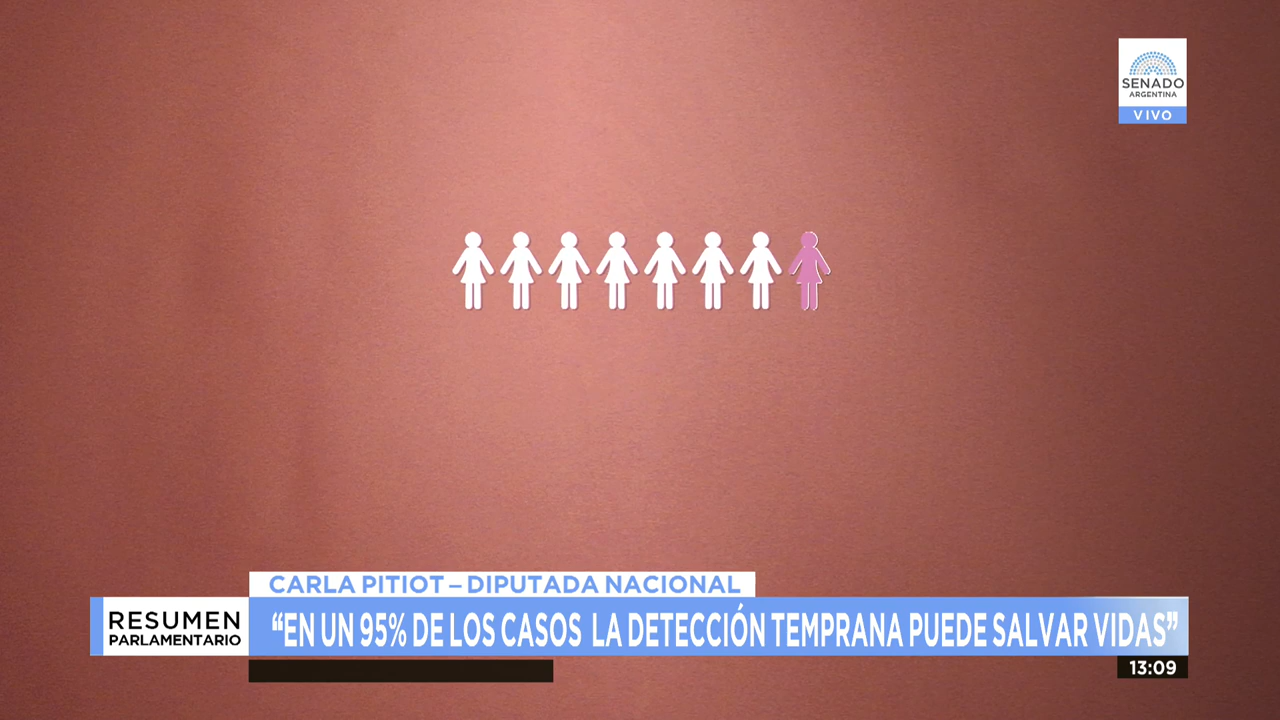 SENADO
ARGENTINA
VIVO
CARLA PITIOT – DIPUTADA NACIONAL
RESUMEN
PARLAMENTARIO
“EN UN 95% DE LOS CASOS LA DETECCIÓN TEMPRANA PUEDE SALVAR VIDAS”
13:09